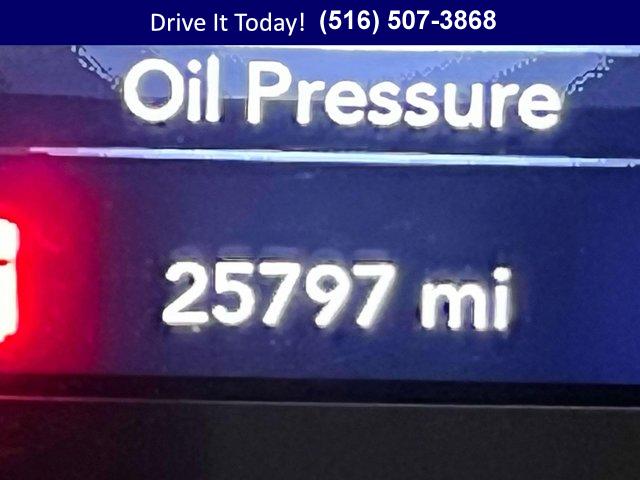 Drive It Today! (516) 507-3868
Oil Pressure
25797 mi